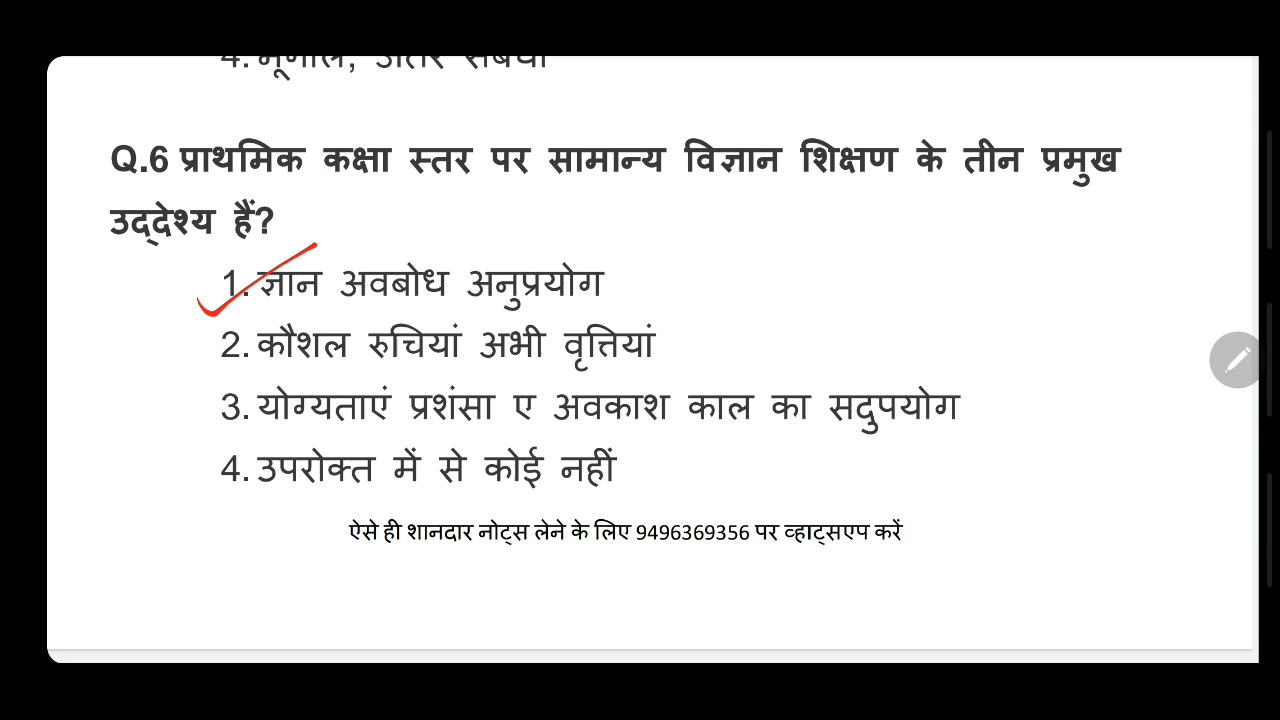 Q.6 प्राथमिक कक्षा स्तर पर सामान्य विज्ञान शिक्षण के तीन प्रमुख
उद्देश्य हैं?
1. ज्ञान अवबोध अनुप्रयोग
2. कौशल रुचियां अभी वृत्तियां
3. योग्यताएं प्रशंसा ए अवकाश काल का सदुपयोग
4. उपरोक्त में से कोई नहीं
ऐसे ही शानदार नोट्स लेने के लिए 9496369356 पर व्हाट्सएप करें